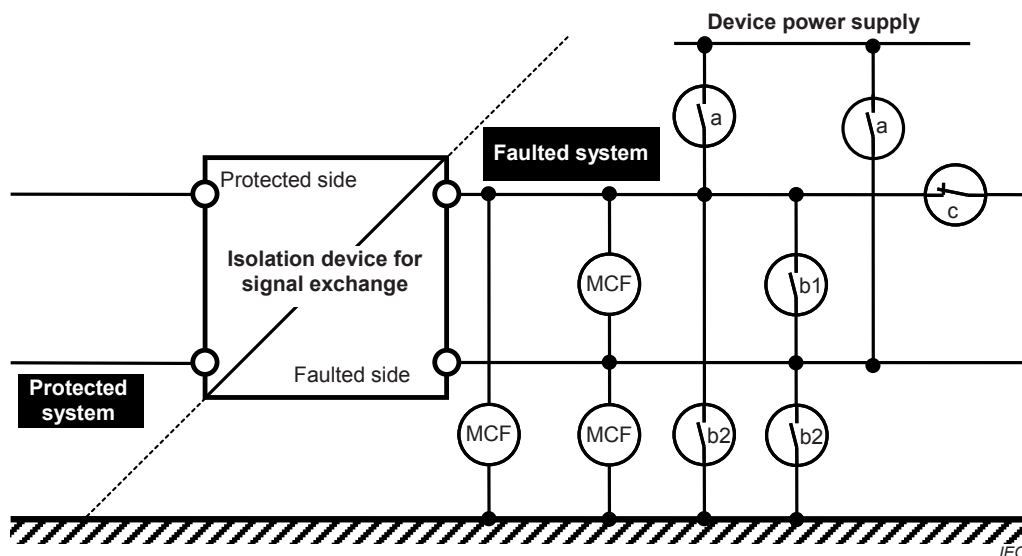 Device power supply
a
a
Faulted system
Protected side
c
Isolation device for
signal exchange
MCF
b1
Faulted side
Protected
system
MCF
MCF
b2
b2
IEC